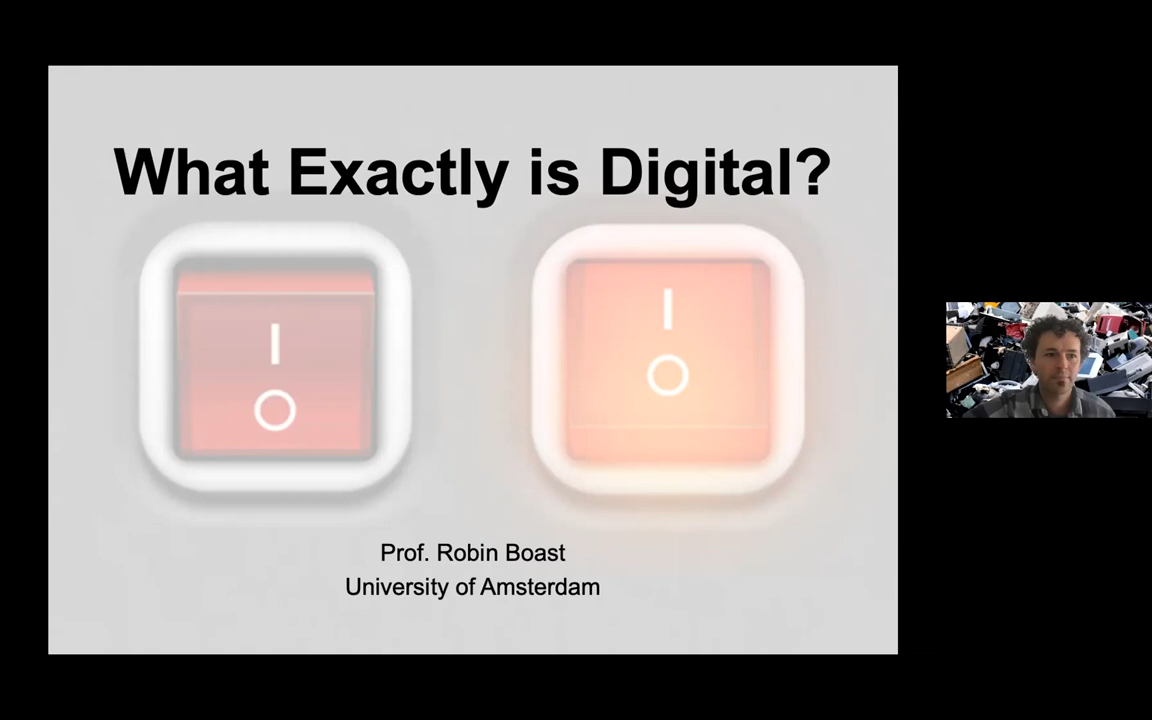 What Exactly is Digital?
I
O
I
O
Prof. Robin Boast
University of Amsterdam